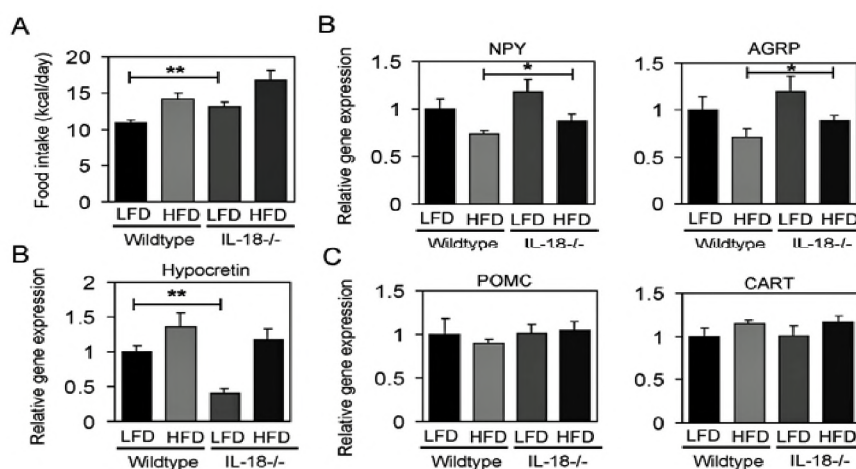 A
Food intake (kcal/day)
20
15
10
5
0
**
LFD HFD LFD HFD
Wildtype IL-18-/-
B
NPY
Relative gene expression
1.5
1
0.5
0
*
LFD HFD LFD HFD
Wildtype IL-18-/-
AGRP
1.5
1
0.5
0
*
LFD HFD LFD HFD
Wildtype IL-18-/-
B
Hypocretin
Relative gene expression
2
1.5
1
0.5
0
**
LFD HFD LFD HFD
Wildtype IL-18-/-
C
POMC
Relative gene expression
1.5
1
0.5
0
LFD HFD LFD HFD
Wildtype IL-18-/-
CART
1.5
1
0.5
0
LFD HFD LFD HFD
Wildtype IL-18-/-